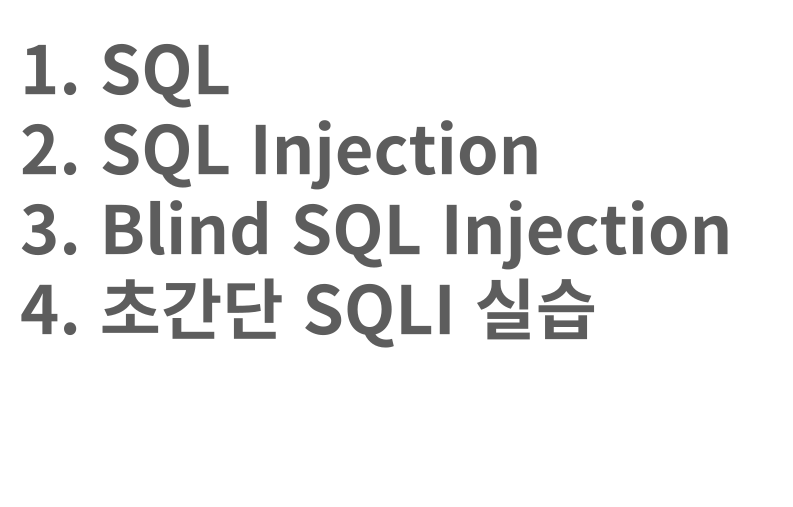 1. SQL
2. SQL Injection
3. Blind SQL Injection
4. 초간단 SQLI 실습